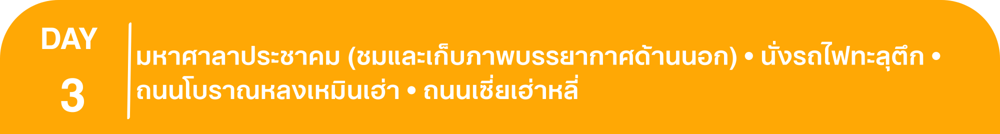 DAY
3
มหาศาลาประชาคม (ชมและเก็บภาพบรรยากาศด้านนอก) • นั่งรถไฟทะลุตึก •
ถนนโบราณหลงเหมินเฮ่า • ถนนเซี่ยเฮ่าหลี่